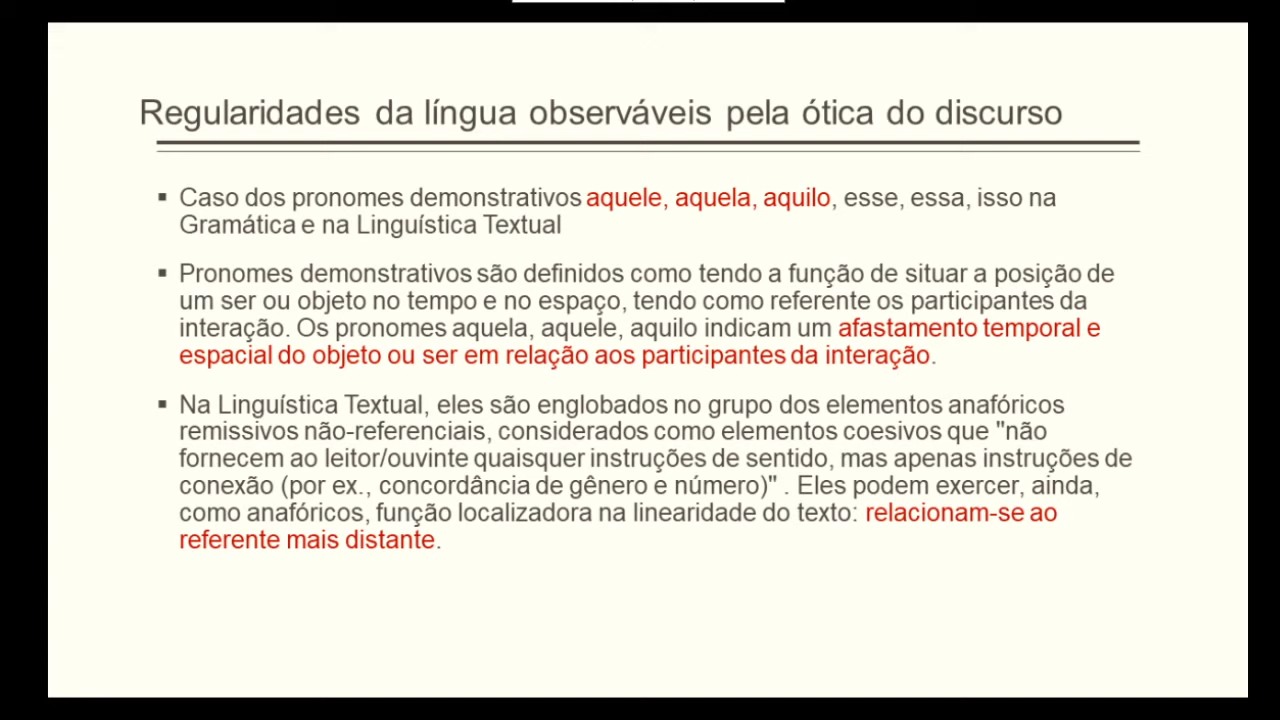 Regularidades da língua observáveis pela ótica do discurso
▪ Caso dos pronomes demonstrativos aquele, aquela, aquilo, esse, essa, isso na
Gramática e na Linguística Textual
▪ Pronomes demonstrativos são definidos como tendo a função de situar a posição de
um ser ou objeto no tempo e no espaço, tendo como referente os participantes da
interação. Os pronomes aquela, aquele, aquilo indicam um afastamento temporal e
espacial do objeto ou ser em relação aos participantes da interação.
▪ Na Linguística Textual, eles são englobados no grupo dos elementos anafóricos
remissivos não-referenciais, considerados como elementos coesivos que "não
fornecem ao leitor/ouvinte quaisquer instruções de sentido, mas apenas instruções de
conexão (por ex., concordância de gênero e número)" . Eles podem exercer, ainda,
como anafóricos, função localizadora na linearidade do texto: relacionam-se ao
referente mais distante.